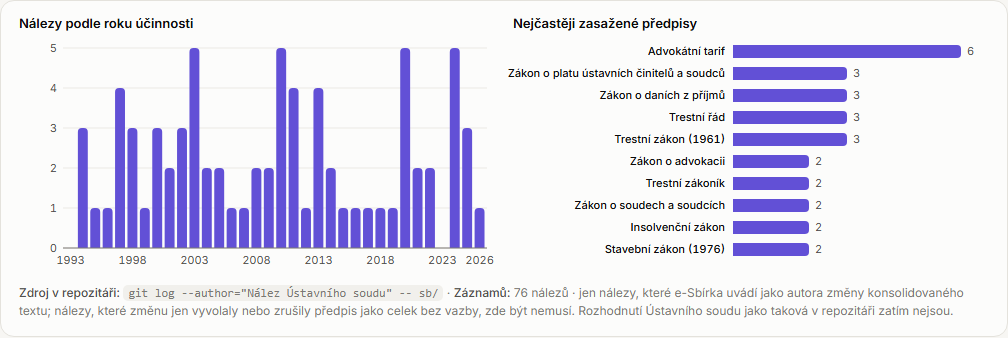 Nálezy podle roku účinnosti
5
4
3
2
1
0
1993 1998 2003 2008 2013 2018 2023 2026
Nejčastěji zasažené předpisy
Advokátní tarif 6
Zákon o platu ústavních činitelů a soudců 3
Zákon o daních z příjmů 3
Trestní řád 3
Trestní zákon (1961) 3
Zákon o advokacii 2
Trestní zákoník 2
Zákon o soudech a soudcích 2
Insolvenční zákon 2
Stavební zákon (1976) 2
Zdroj v repozitáři: git log --author="Nález Ústavního soudu" -- sb/ · Záznamů: 76 nálezů · jen nálezy, které e-Sbírka uvádí jako autora změny konsolidovaného
textu; nálezy, které změnu jen vyvolaly nebo zrušily předpis jako celek bez vazby, zde být nemusí. Rozhodnutí Ústavního soudu jako taková v repozitáři zatím nejsou.